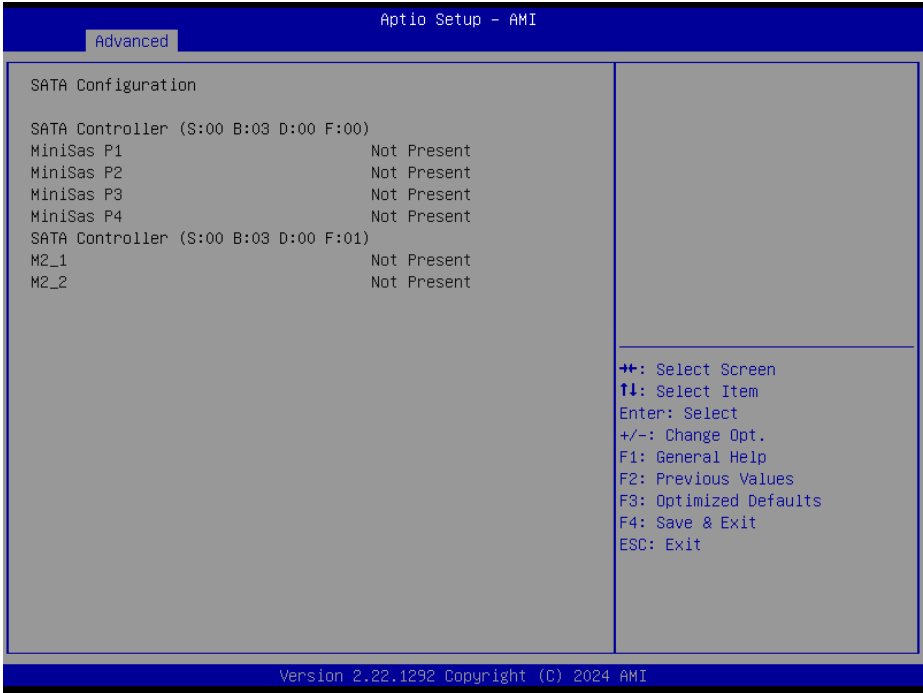 Aptio Setup – AMI
Advanced
SATA Configuration
SATA Controller (S:00 B:03 D:00 F:00)
MiniSas P1 Not Present
MiniSas P2 Not Present
MiniSas P3 Not Present
MiniSas P4 Not Present
SATA Controller (S:00 B:03 D:00 F:01)
M2_1 Not Present
M2_2 Not Present
→←: Select Screen
↑↓: Select Item
Enter: Select
+/-: Change Opt.
F1: General Help
F2: Previous Values
F3: Optimized Defaults
F4: Save & Exit
ESC: Exit
Version 2.22.1292 Copyright (C) 2024 AMI